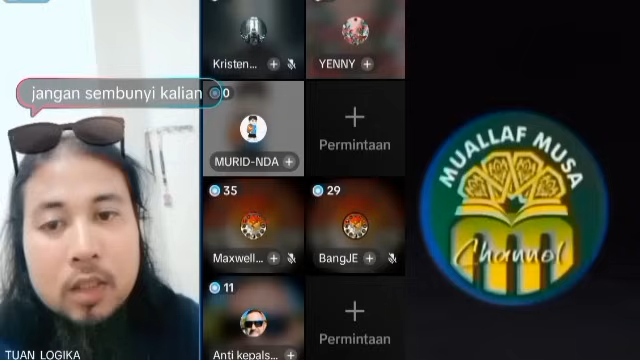 jangan sembunyi kalian
TUAN LOGIKA
Kristen...
YENNY
0
MURID-NDA
Permintaan
35
Maxwell...
29
BangJE
11
Anti kepals...
Permintaan
MUALLAF MUSA
Channel